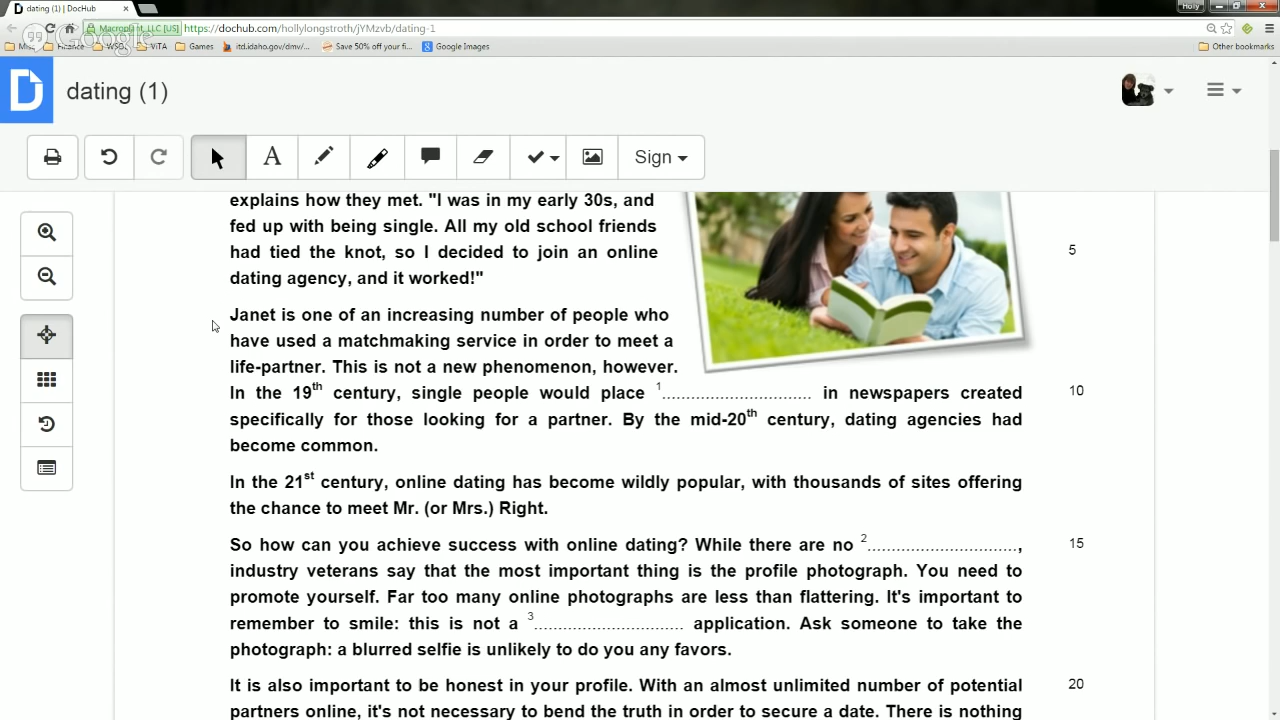 dating (1) | DocHub
Holly
Macroplant, LLC [US] https://dochub.com/hollylongstroth/jYMzvb/dating-1
Google
Finance
VITA
Games
itd.idaho.gov/dmv/...
Save 50% off your fi...
Google Images
Other bookmarks
dating (1)
A
Sign
explains how they met. "I was in my early 30s, and
fed up with being single. All my old school friends
had tied the knot, so I decided to join an online
dating agency, and it worked!"
5
Janet is one of an increasing number of people who
have used a matchmaking service in order to meet a
life-partner. This is not a new phenomenon, however.
In the 19th century, single people would place 1............................... in newspapers created
10
specifically for those looking for a partner. By the mid-20th century, dating agencies had
become common.
In the 21st century, online dating has become wildly popular, with thousands of sites offering
the chance to meet Mr. (or Mrs.) Right.
So how can you achieve success with online dating? While there are no 2...............................,
15
industry veterans say that the most important thing is the profile photograph. You need to
promote yourself. Far too many online photographs are less than flattering. It's important to
remember to smile: this is not a 3............................... application. Ask someone to take the
photograph: a blurred selfie is unlikely to do you any favors.
It is also important to be honest in your profile. With an almost unlimited number of potential
20
partners online, it's not necessary to bend the truth in order to secure a date. There is nothing